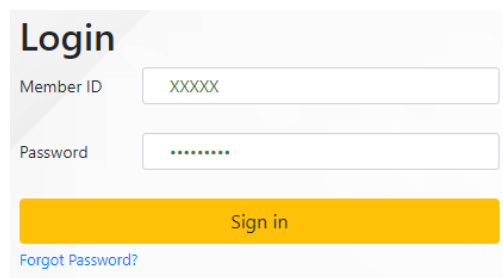 Login
Member ID XXXXX
Password •••••••••
Sign in
Forgot Password?